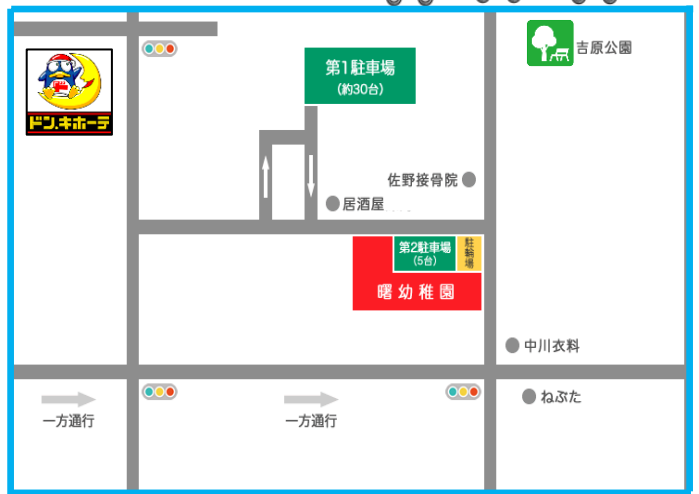 吉原公園
第1駐車場
(約30台)
ドン.キホーテ
佐野接骨院
居酒屋
第2駐車場
(5台)
駐輪場
曙幼稚園
中川衣料
ねぶた
一方通行
一方通行